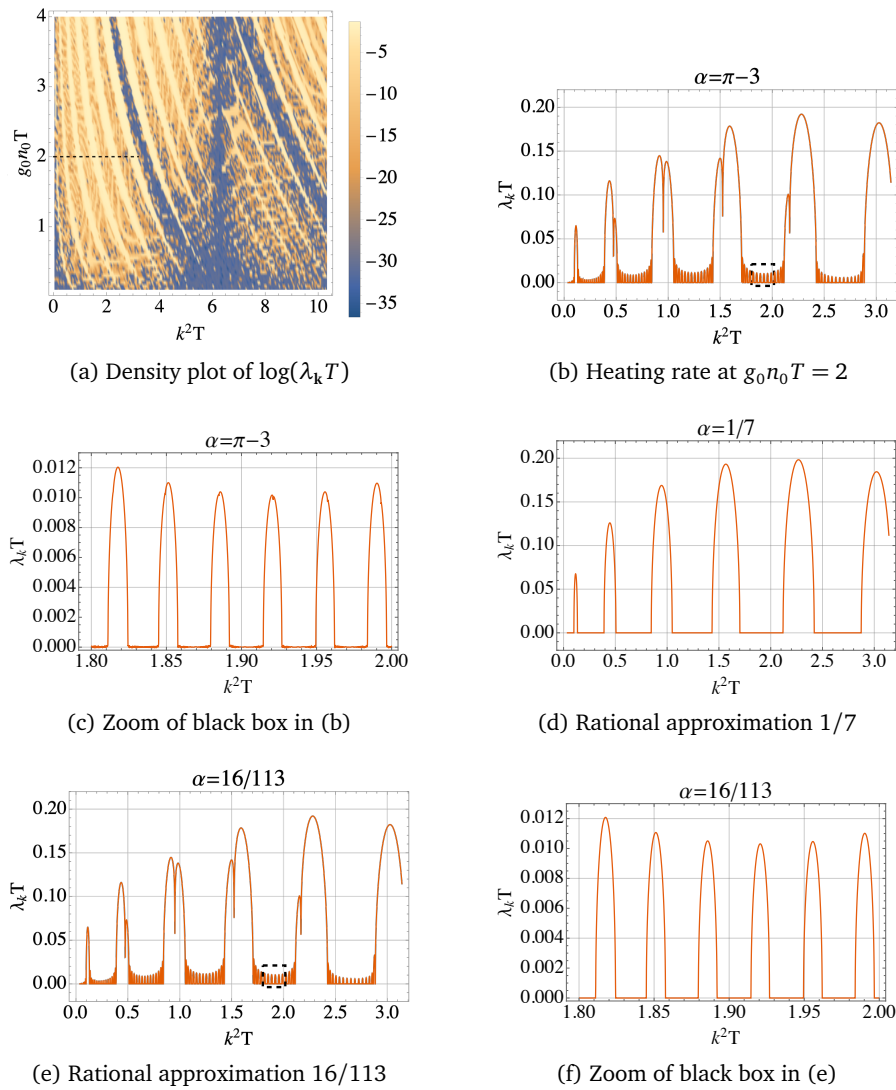 4
3
2
1
g₀n₀T
0 2 4 6 8 10
k²T
−5
−10
−15
−20
−25
−30
−35
(a) Density plot of log(λ𝐤T)
α=π−3
0.20
0.15
0.10
0.05
0.00
λₖT
0.0 0.5 1.0 1.5 2.0 2.5 3.0
k²T
(b) Heating rate at g₀n₀T = 2
α=π−3
0.012
0.010
0.008
0.006
0.004
0.002
0.000
λₖT
1.80 1.85 1.90 1.95 2.00
k²T
(c) Zoom of black box in (b)
α=1/7
0.20
0.15
0.10
0.05
0.00
λₖT
0.0 0.5 1.0 1.5 2.0 2.5 3.0
k²T
(d) Rational approximation 1/7
α=16/113
0.20
0.15
0.10
0.05
0.00
λₖT
0.0 0.5 1.0 1.5 2.0 2.5 3.0
k²T
(e) Rational approximation 16/113
α=16/113
0.012
0.010
0.008
0.006
0.004
0.002
0.000
λₖT
1.80 1.85 1.90 1.95 2.00
k²T
(f) Zoom of black box in (e)